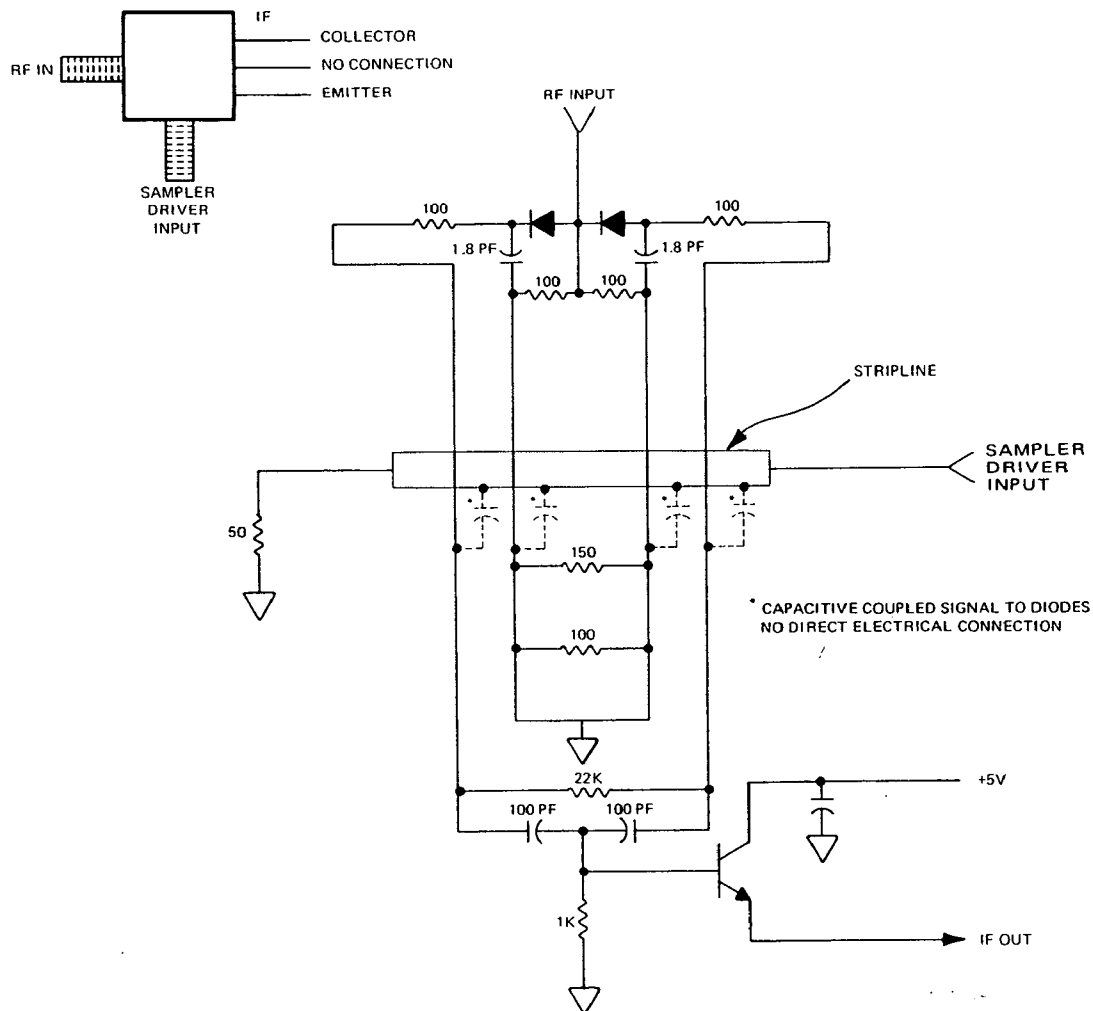 IF
COLLECTOR
RF IN
NO CONNECTION
EMITTER
SAMPLER
DRIVER
INPUT
RF INPUT
100
100
1.8 PF
1.8 PF
100
100
STRIPLINE
SAMPLER
DRIVER
INPUT
50
150
* CAPACITIVE COUPLED SIGNAL TO DIODES
NO DIRECT ELECTRICAL CONNECTION
100
22K
+5V
100 PF
100 PF
1K
IF OUT